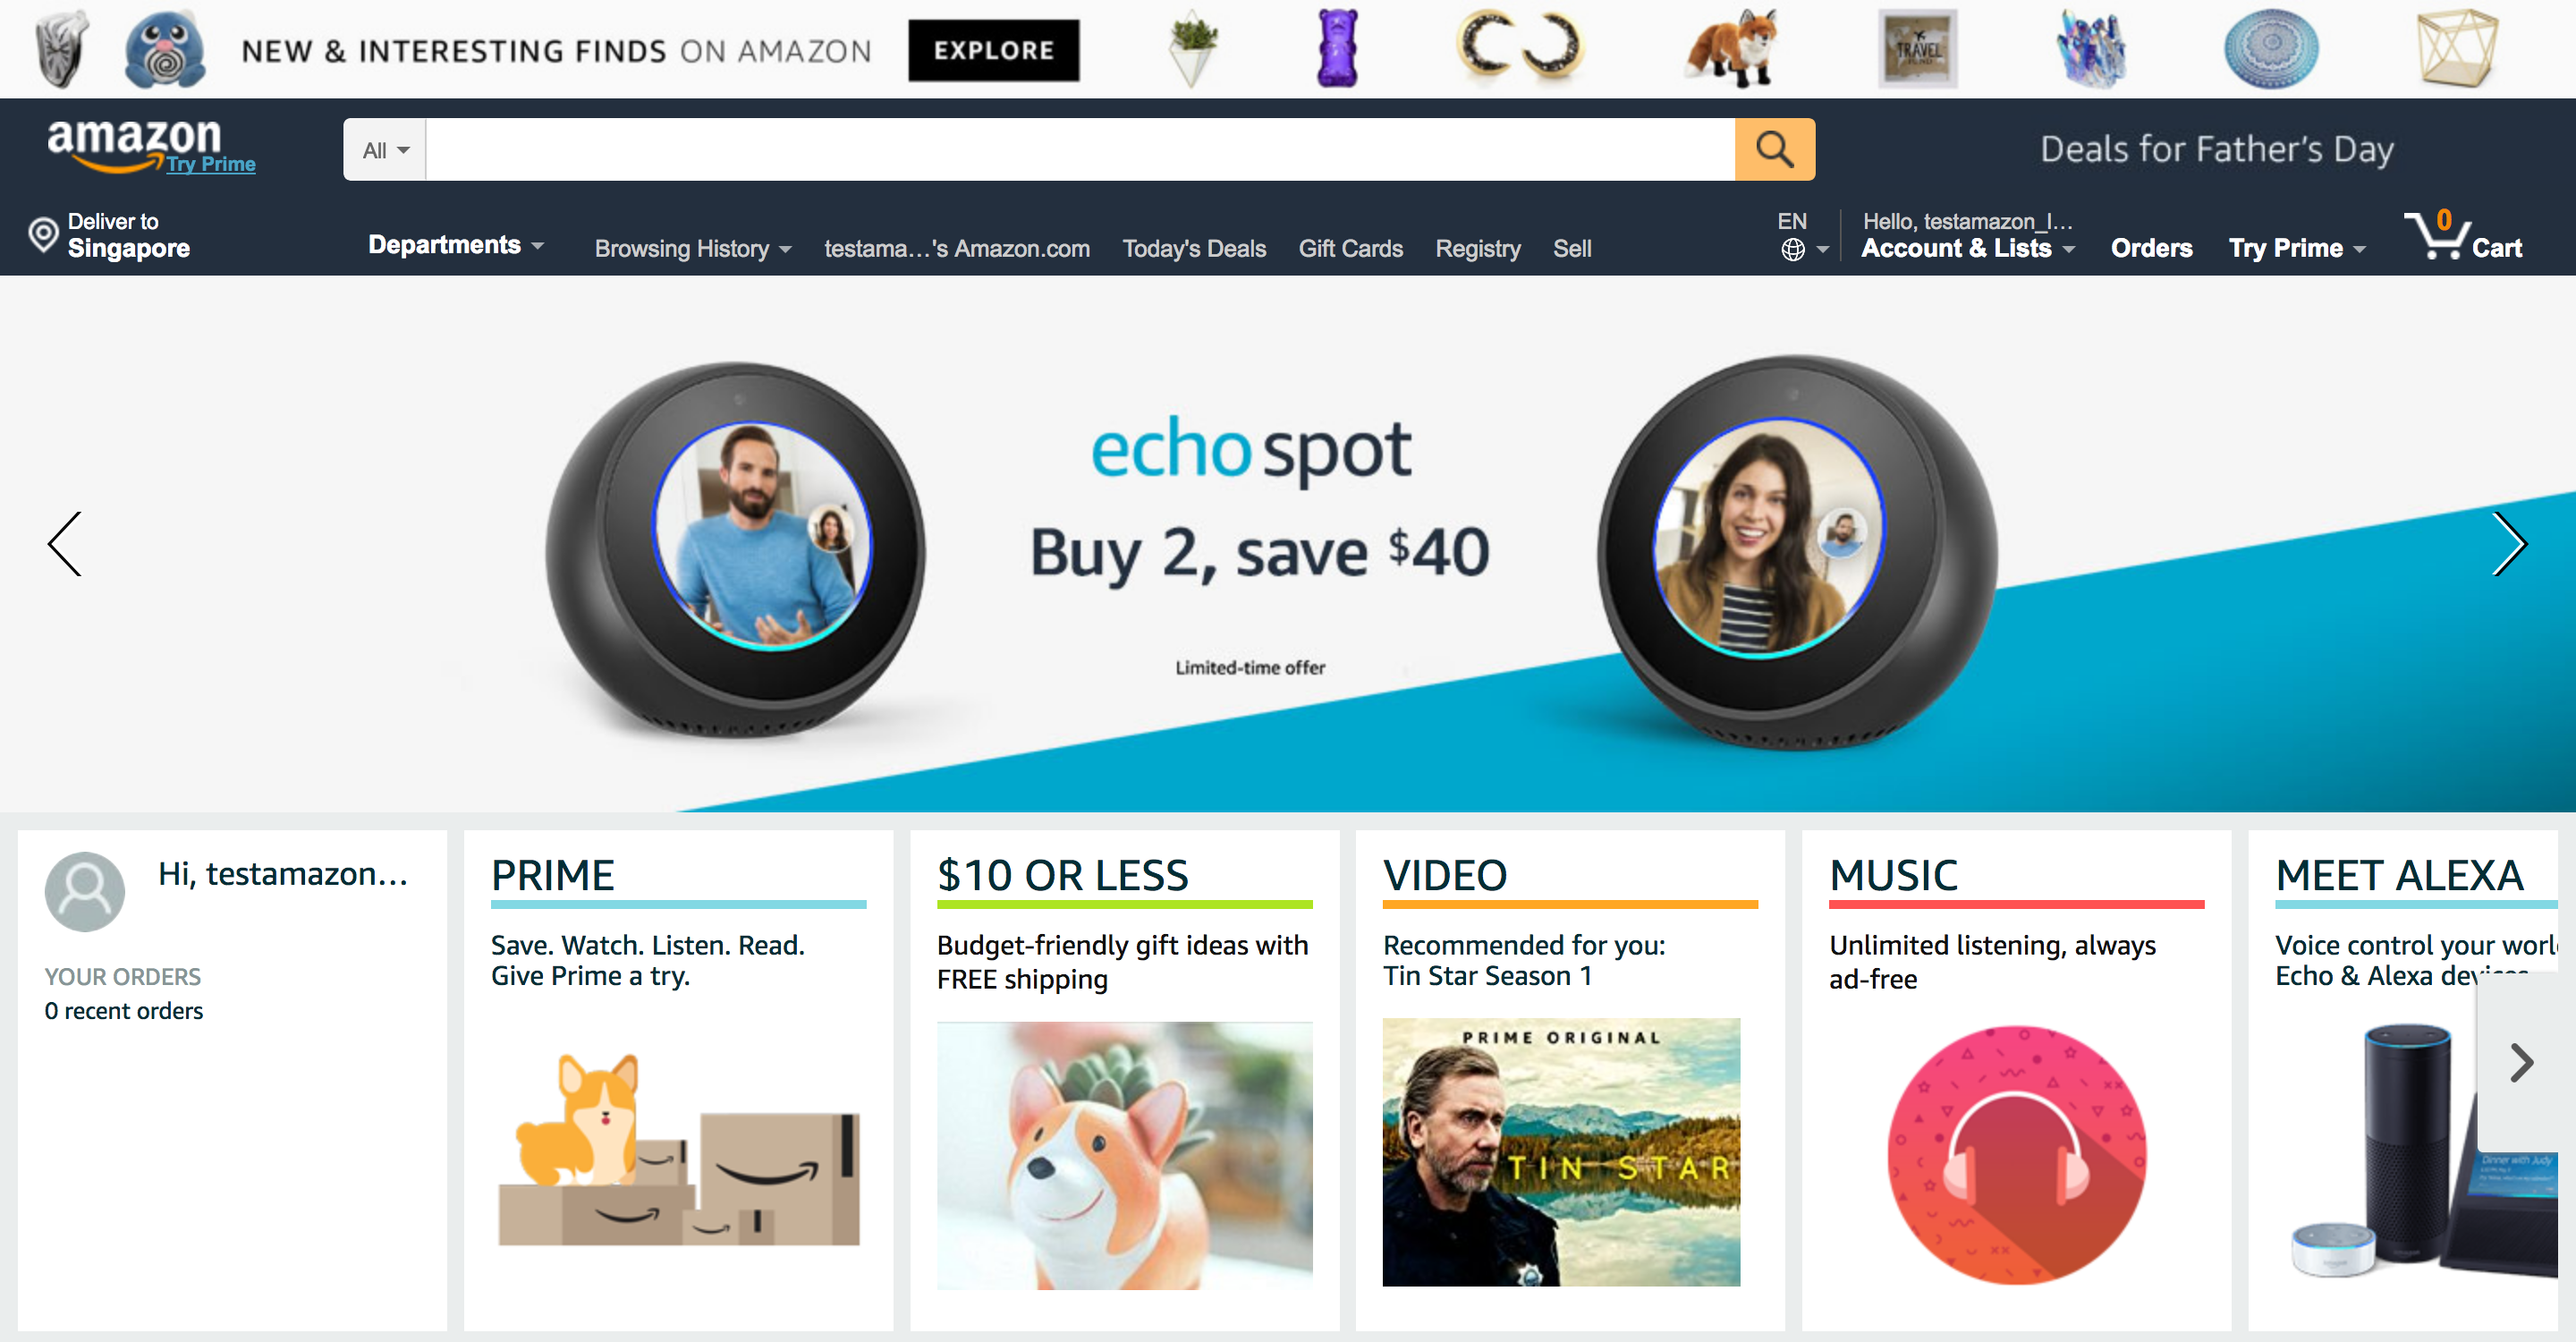 NEW & INTERESTING FINDS ON AMAZON
EXPLORE
TRAVEL
FUND
amazon
Try Prime
All
Deals for Father's Day
Deliver to
Singapore
Departments
Browsing History
testama...'s Amazon.com
Today's Deals
Gift Cards
Registry
Sell
EN
Hello, testamazon_l...
Account & Lists
Orders
Try Prime
0
Cart
echo spot
Buy 2, save $40
Limited-time offer
Hi, testamazon...
YOUR ORDERS
0 recent orders
PRIME
Save. Watch. Listen. Read.
Give Prime a try.
$10 OR LESS
Budget-friendly gift ideas with
FREE shipping
VIDEO
Recommended for you:
Tin Star Season 1
PRIME ORIGINAL
TIN STAR
MUSIC
Unlimited listening, always
ad-free
MEET ALEXA
Voice control your worl
Echo & Alexa devices
Dinner with Judy